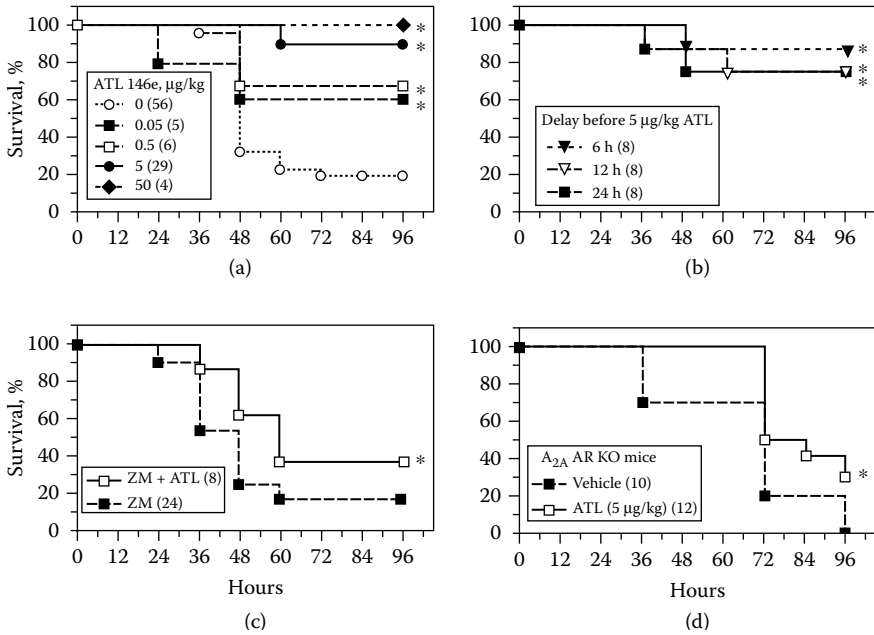 100
80
60
40
20
0
Survival, %
ATL 146e, µg/kg
0 (56)
0.05 (5)
0.5 (6)
5 (29)
50 (4)
*
*
*
*
0 12 24 36 48 60 72 84 96
(a)
100
80
60
40
20
0
Delay before 5 µg/kg ATL
6 h (8)
12 h (8)
24 h (8)
*
*
*
0 12 24 36 48 60 72 84 96
(b)
100
80
60
40
20
0
Survival, %
ZM + ATL (8)
ZM (24)
*
0 12 24 36 48 60 72 84 96
Hours
(c)
100
80
60
40
20
0
A2A AR KO mice
Vehicle (10)
ATL (5 µg/kg) (12)
*
0 12 24 36 48 60 72 84 96
Hours
(d)